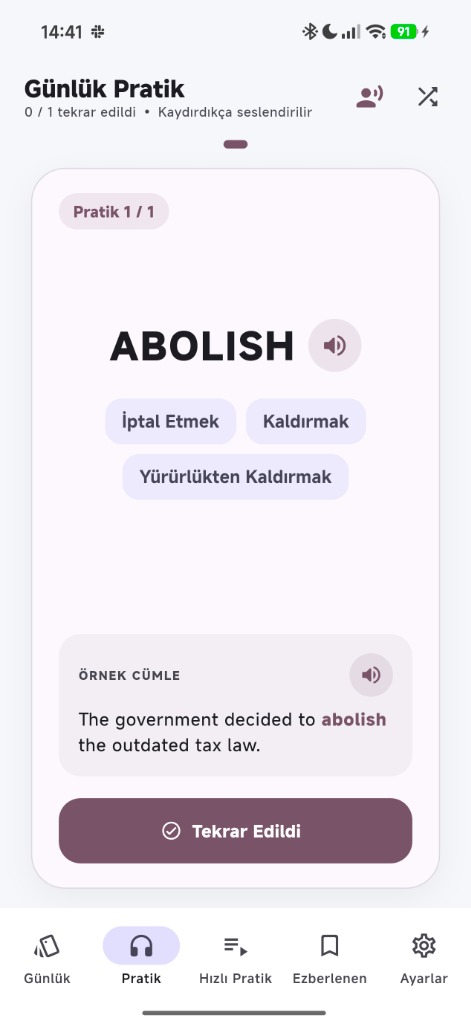 14:41
91
Günlük Pratik
0 / 1 tekrar edildi • Kaydırdıkça seslendirilir
Pratik 1 / 1
ABOLISH
İptal Etmek
Kaldırmak
Yürürlükten Kaldırmak
ÖRNEK CÜMLE
The government decided to abolish
the outdated tax law.
Tekrar Edildi
Günlük
Pratik
Hızlı Pratik
Ezberlenen
Ayarlar